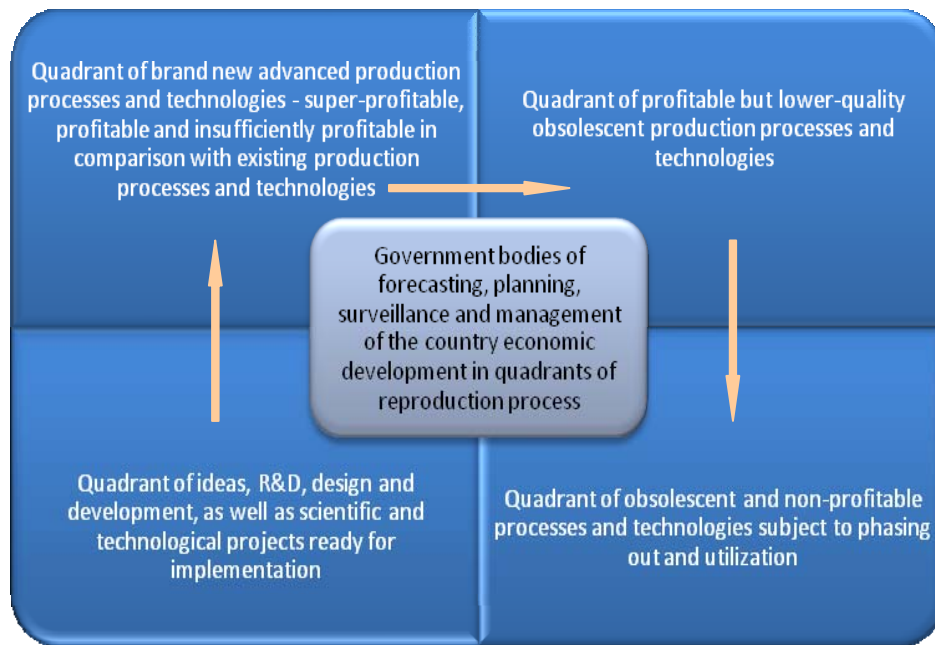 Quadrant of brand new advanced production
processes and technologies - super-profitable,
profitable and insufficiently profitable in
comparison with existing production
processes and technologies
Quadrant of profitable but lower-quality
obsolescent production processes and
technologies
Government bodies of
forecasting, planning,
surveillance and management
of the country economic
development in quadrants of
reproduction process
Quadrant of ideas, R&D, design and
development, as well as scientific and
technological projects ready for
implementation
Quadrant of obsolescent and non-profitable
processes and technologies subject to phasing
out and utilization